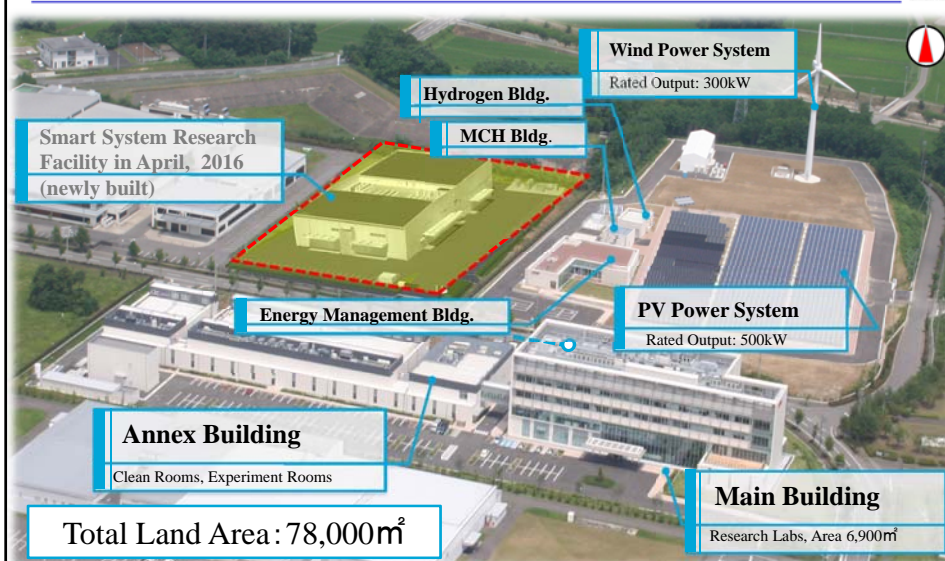 Wind Power System
Rated Output: 300kW
Hydrogen Bldg.
MCH Bldg.
Smart System Research
Facility in April, 2016
(newly built)
Energy Management Bldg.
PV Power System
Rated Output: 500kW
Annex Building
Clean Rooms, Experiment Rooms
Main Building
Research Labs, Area 6,900㎡
Total Land Area:78,000㎡